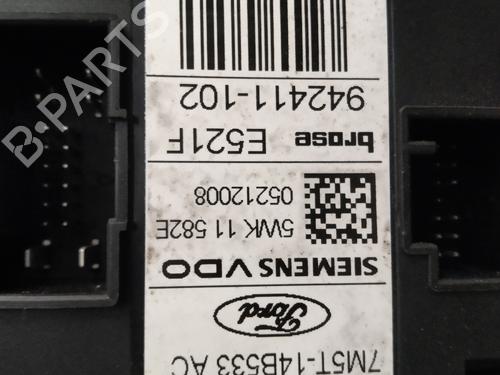 7M5T-14B533 AC
Ford
SIEMENS VDO
5WK 11 582E
05212008
brose E521F
942411-102
B-PARTS